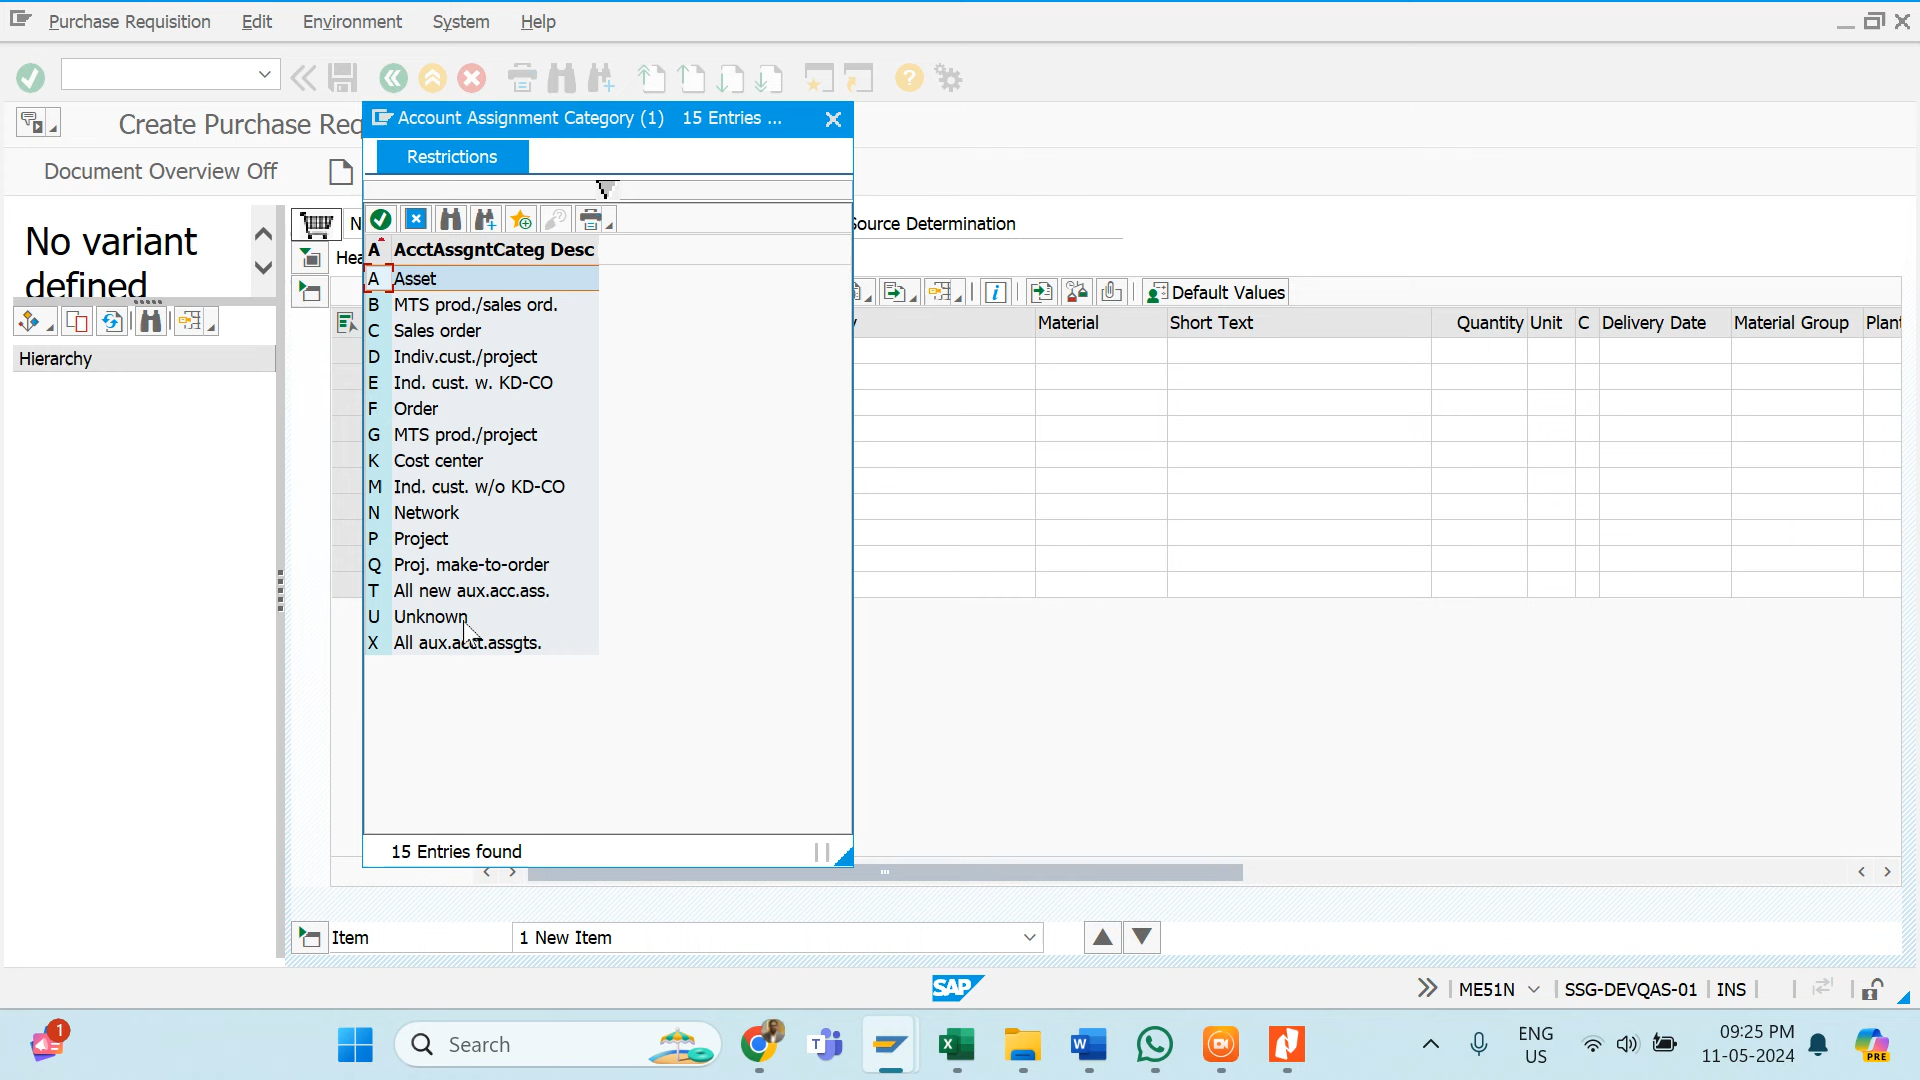 Purchase Requisition Edit Environment System Help
Create Purchase Req
Account Assignment Category (1) 15 Entries ...
Restrictions
Document Overview Off
No variant
defined
Source Determination
A AcctAssgntCateg Desc
A Asset
B MTS prod./sales ord.
C Sales order
D Indiv.cust./project
E Ind. cust. w. KD-CO
F Order
G MTS prod./project
K Cost center
M Ind. cust. w/o KD-CO
N Network
P Project
Q Proj. make-to-order
T All new aux.acc.ass.
U Unknown
X All aux.acct.assgts.
15 Entries found
Default Values
Material Short Text Quantity Unit C Delivery Date Material Group Plant
Hierarchy
Item 1 New Item
SAP ME51N SSG-DEVQAS-01 INS
1 Search ENG 09:25 PM
US 11-05-2024 PRE